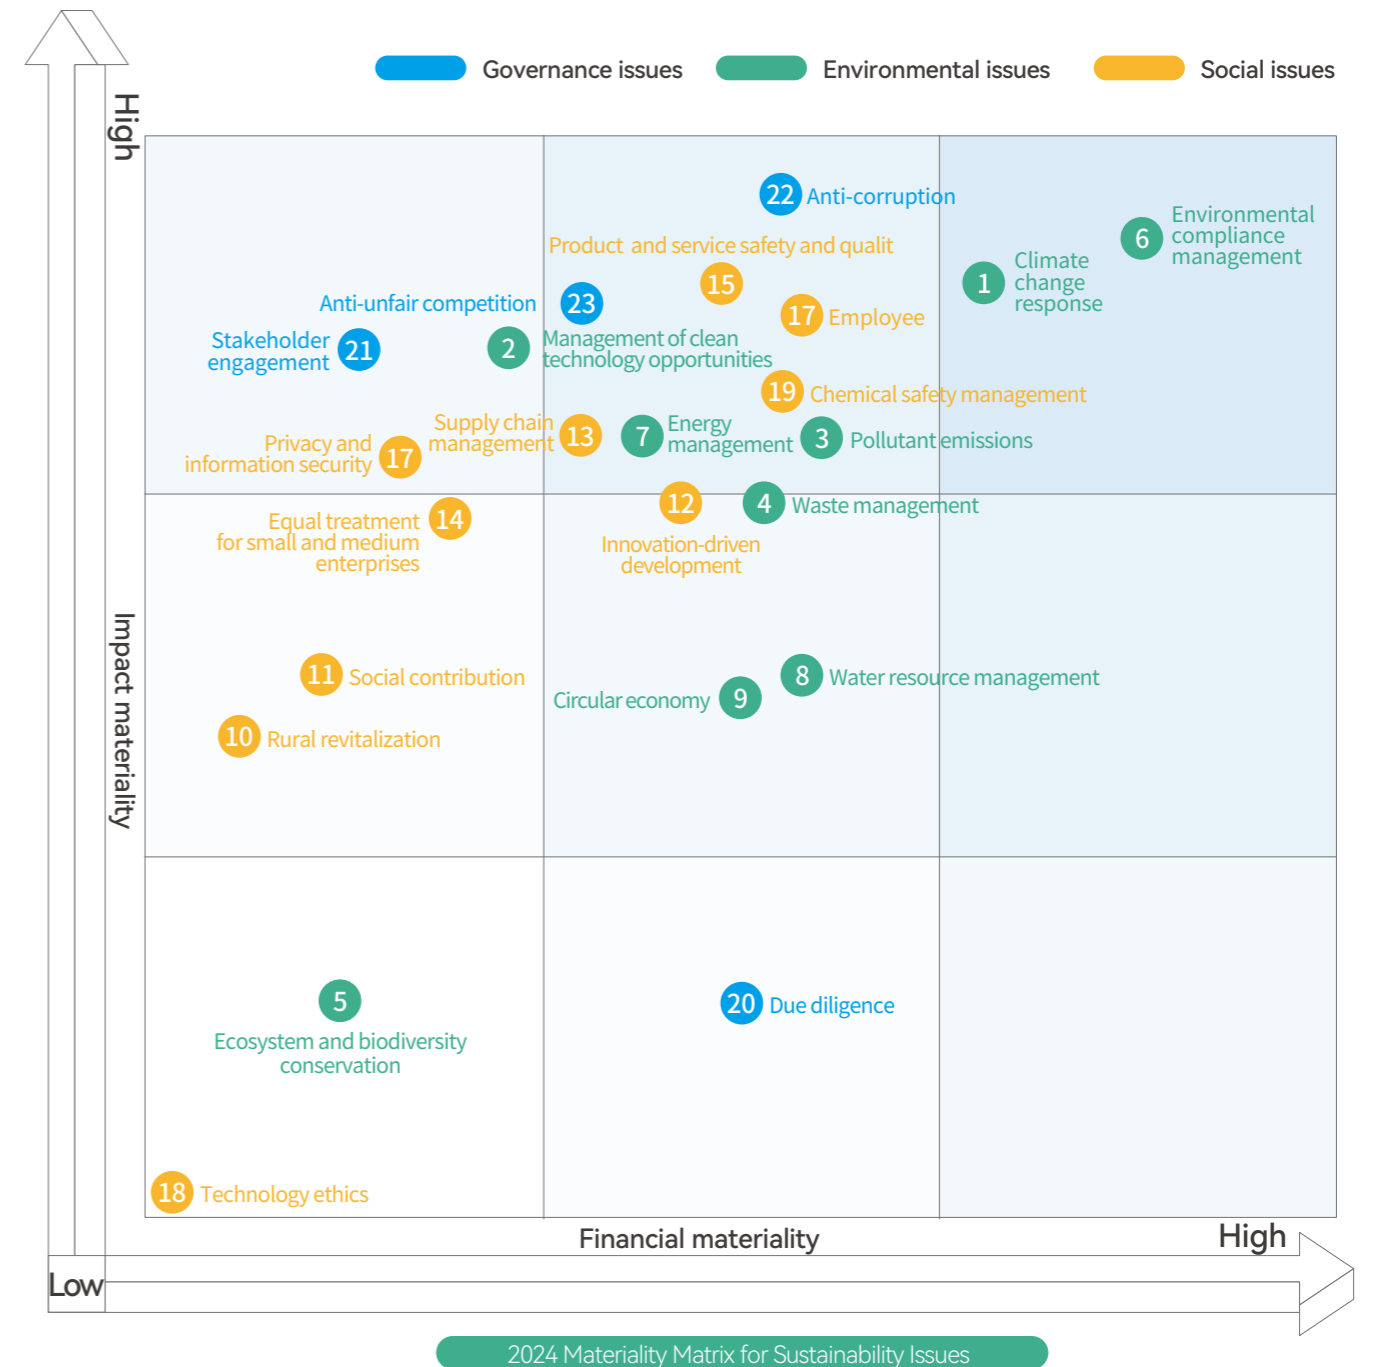 Governance issues
Environmental issues
Social issues
High
22 Anti-corruption
Environmental
6 compliance
management
Product and service safety and qualit
15
Climate
1 change
response
Anti-unfair competition 23
17 Employee
Stakeholder
engagement 21
2 Management of clean
technology opportunities
19 Chemical safety management
Supply chain
management 13
7 Energy
management
3 Pollutant emissions
Privacy and
information security 17
12
Innovation-driven
development
4 Waste management
Equal treatment 14
for small and medium
enterprises
Impact materiality
11 Social contribution
8 Water resource management
Circular economy 9
10 Rural revitalization
5
Ecosystem and biodiversity
conservation
20 Due diligence
18 Technology ethics
Financial materiality
High
Low
2024 Materiality Matrix for Sustainability Issues